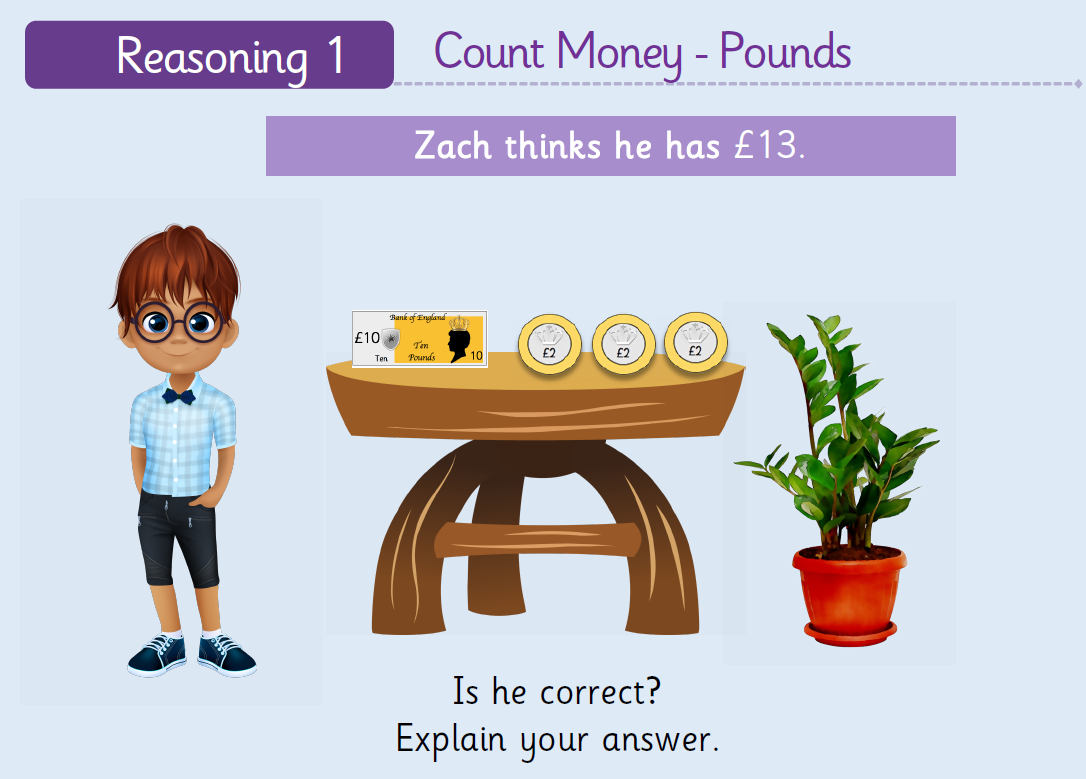 Reasoning 1
Count Money - Pounds
Zach thinks he has £13.
Bank of England
£10
Ten
Pounds
Ten
10
£2
£2
£2
Is he correct?
Explain your answer.